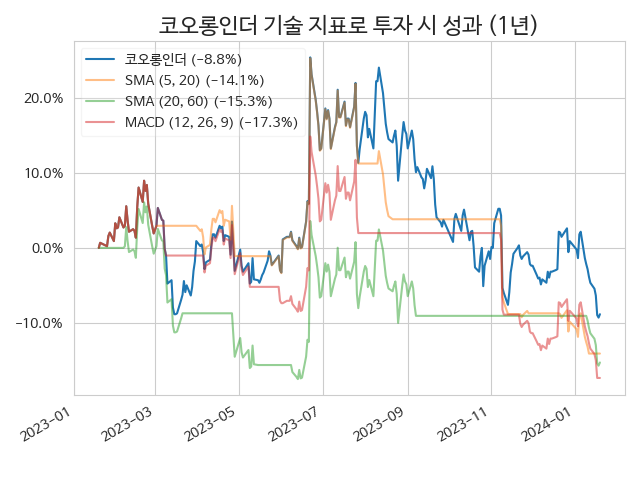 코오롱인더 기술 지표로 투자 시 성과 (1년)
코오롱인더 (−8.8%)
SMA (5, 20) (−14.1%)
SMA (20, 60) (−15.3%)
MACD (12, 26, 9) (−17.3%)
20.0%
10.0%
0.0%
−10.0%
2023-01
2023-03
2023-05
2023-07
2023-09
2023-11
2024-01